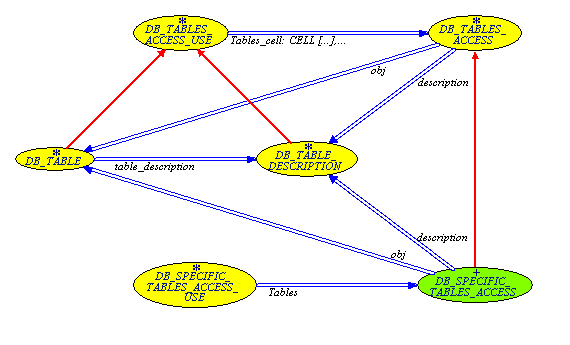 *
DB_TABLES_
ACCESS_USE
Tables_cell: CELL [...]....
*
DB_TABLES_
ACCESS
obj
description
*
DB_TABLE
table_description
*
DB_TABLE_
DESCRIPTION
description
obj
*
DB_SPECIFIC_
TABLES_ACCESS_
USE
Tables
+
DB_SPECIFIC_
TABLES_ACCESS